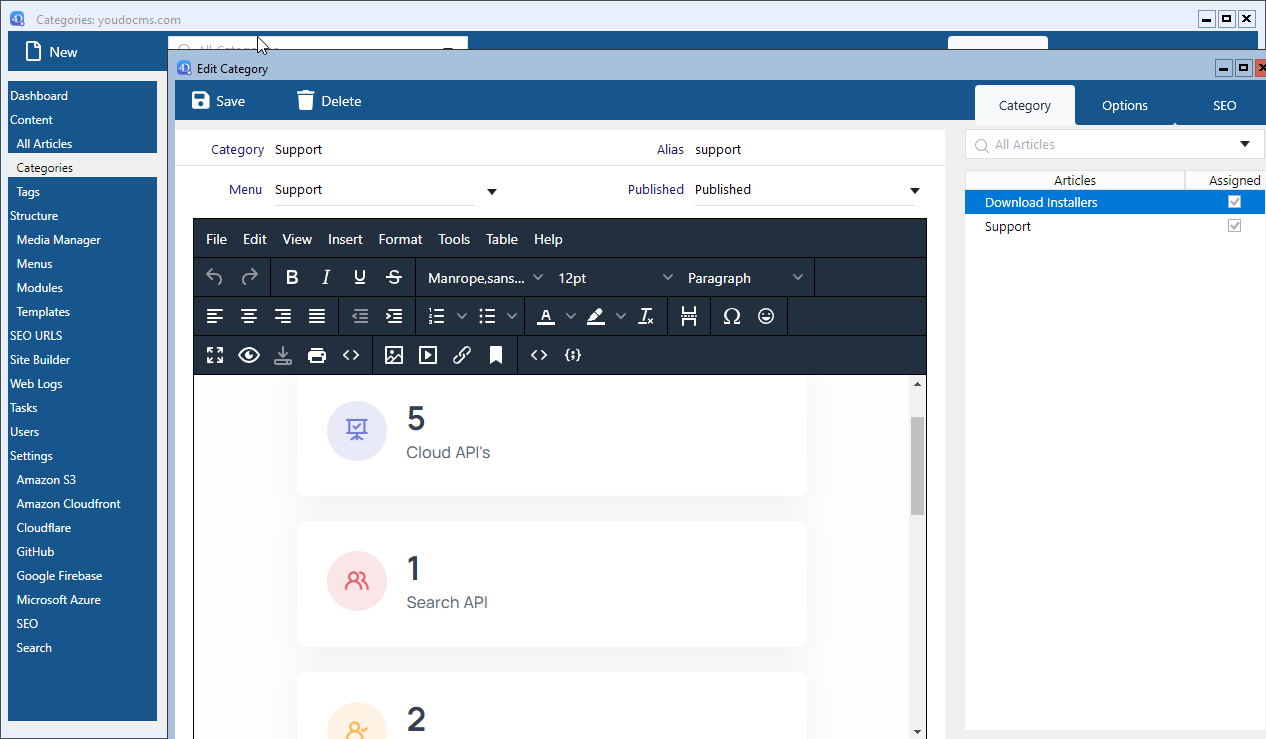 Categories: youdocms.com
New
All Categories
Edit Category
Save
Delete
Category
Options
SEO
Dashboard
Content
All Articles
Categories
Tags
Structure
Media Manager
Menus
Modules
Templates
SEO URLS
Site Builder
Web Logs
Tasks
Users
Settings
Amazon S3
Amazon Cloudfront
Cloudflare
GitHub
Google Firebase
Microsoft Azure
SEO
Search
Category Support
Alias support
Menu Support
Published Published
File Edit View Insert Format Tools Table Help
Manrope,sans... 12pt Paragraph
5
Cloud API's
1
Search API
2
All Articles
Articles Assigned
Download Installers
Support